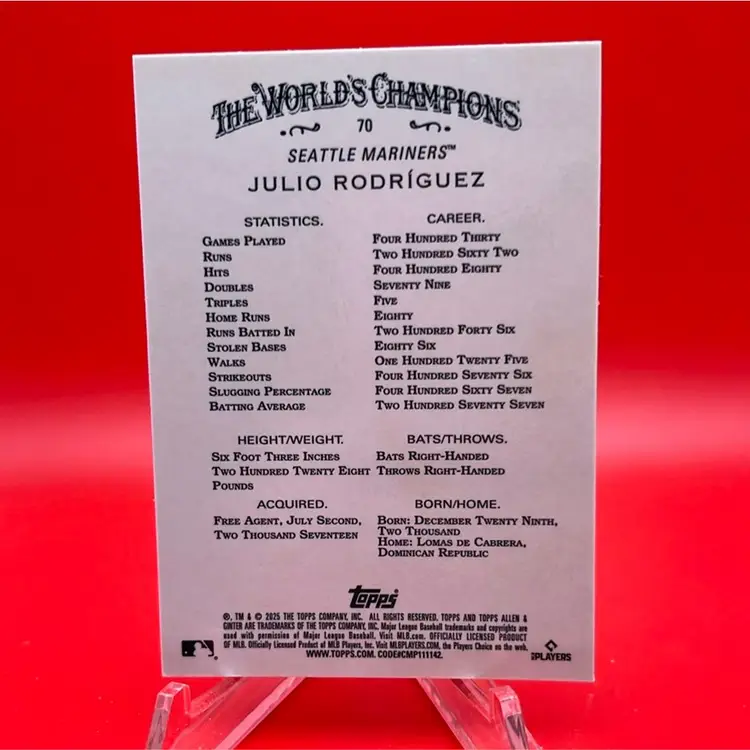 THE WORLD'S CHAMPIONS
70
SEATTLE MARINERS™
JULIO RODRÍGUEZ
STATISTICS. CAREER.
GAMES PLAYED FOUR HUNDRED THIRTY
RUNS TWO HUNDRED SIXTY TWO
HITS FOUR HUNDRED EIGHTY
DOUBLES SEVENTY NINE
TRIPLES FIVE
HOME RUNS EIGHTY
RUNS BATTED IN TWO HUNDRED FORTY SIX
STOLEN BASES EIGHTY SIX
WALKS ONE HUNDRED TWENTY FIVE
STRIKEOUTS FOUR HUNDRED SEVENTY SIX
SLUGGING PERCENTAGE FOUR HUNDRED SIXTY SEVEN
BATTING AVERAGE TWO HUNDRED SEVENTY SEVEN
HEIGHT/WEIGHT. BATS/THROWS.
SIX FOOT THREE INCHES BATS RIGHT-HANDED
TWO HUNDRED TWENTY EIGHT THROWS RIGHT-HANDED
POUNDS
ACQUIRED. BORN/HOME.
FREE AGENT, JULY SECOND, BORN: DECEMBER TWENTY NINTH,
TWO THOUSAND SEVENTEEN TWO THOUSAND
HOME: LOMAS DE CABRERA,
DOMINICAN REPUBLIC
Topps
®, TM & © 2025 THE TOPPS COMPANY, INC. ALL RIGHTS RESERVED. TOPPS AND TOPPS ALLEN &
GINTER ARE TRADEMARKS OF THE TOPPS COMPANY, INC. Major League Baseball trademarks and copyrights are
used with permission of Major League Baseball. Visit MLB.com. OFFICIALLY LICENSED PRODUCT
OF MLB. Officially Licensed Product of MLB Players, Inc. Visit MLBPLAYERS.COM, the Players Choice on the web.
WWW.TOPPS.COM. CODE#CMP111142.
PLAYERS